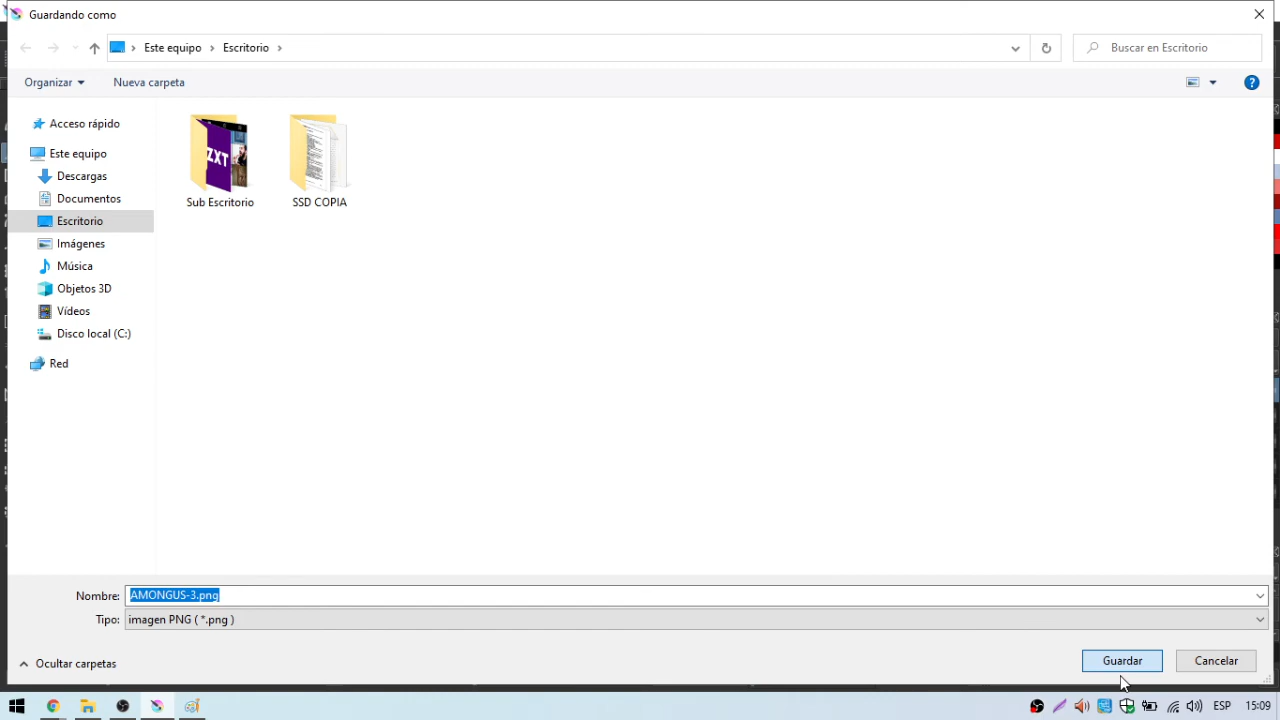 Guardando como
Este equipo
Escritorio
Buscar en Escritorio
Organizar
Nueva carpeta
Acceso rápido
Este equipo
Descargas
Documentos
Escritorio
Imágenes
Música
Objetos 3D
Vídeos
Disco local (C:)
Red
ZXT
Sub Escritorio
SSD COPIA
Nombre:
AMONGUS-3.png
Tipo:
imagen PNG ( *.png )
Ocultar carpetas
Guardar
Cancelar
ESP
15:09